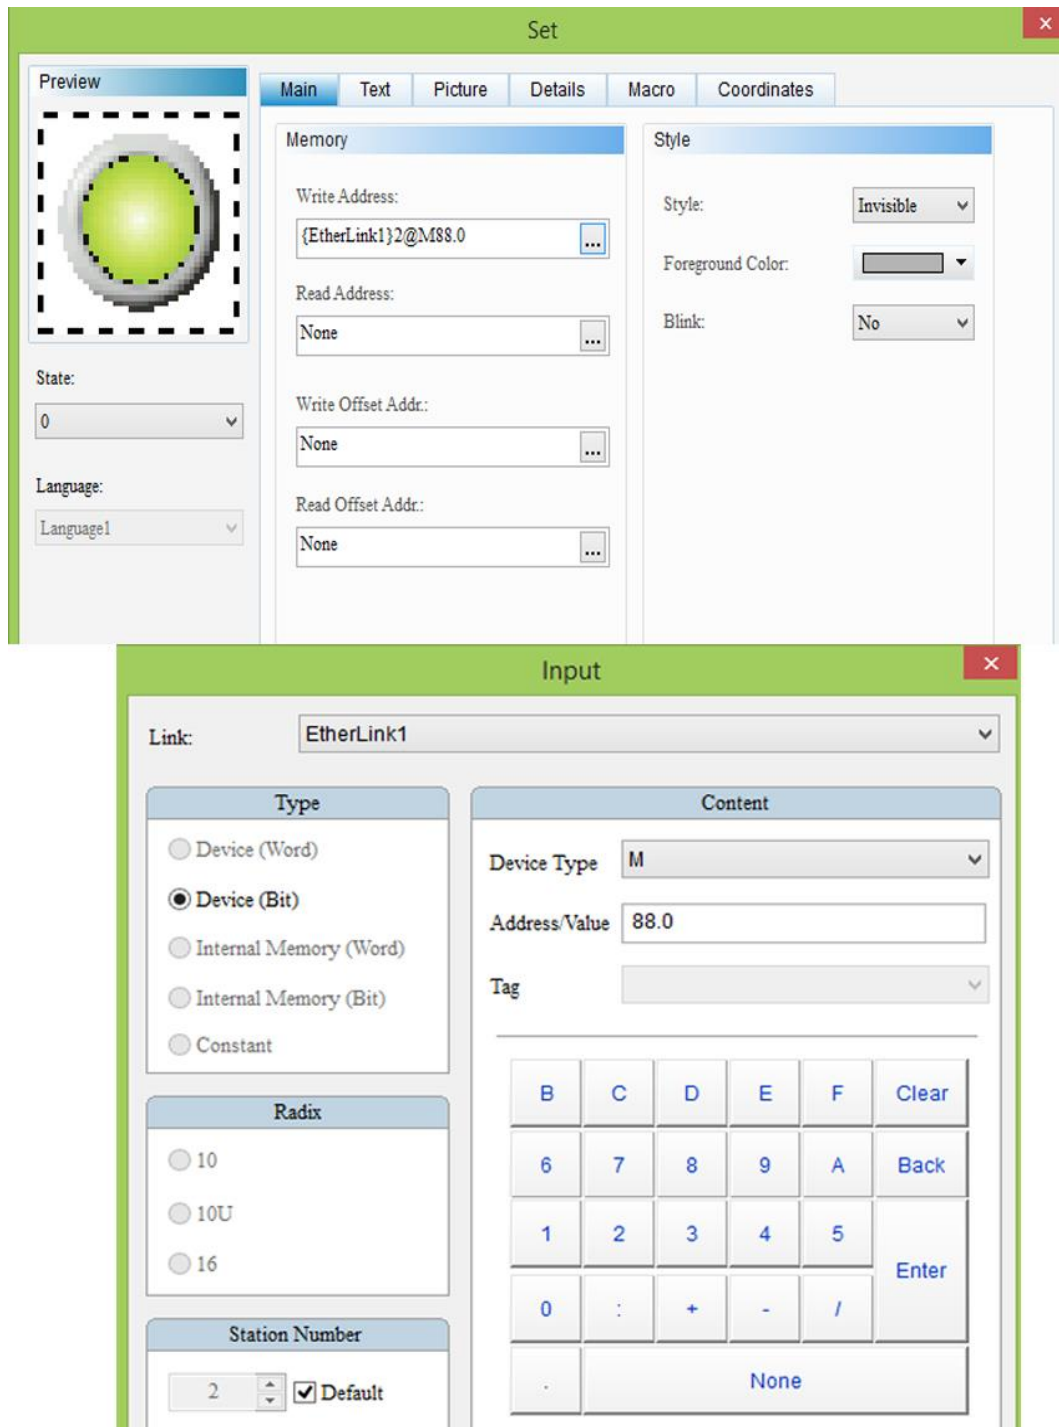 Set
Preview
Main Text Picture Details Macro Coordinates
Memory
Style
Write Address:
{EtherLink1}2@M88.0
...
Style:
Invisible
Foreground Color:
Read Address:
None
...
Blink:
No
State:
0
Write Offset Addr.:
None
...
Language:
Language1
Read Offset Addr.:
None
...
Input
Link:
EtherLink1
Type
Device (Word)
Device (Bit)
Internal Memory (Word)
Internal Memory (Bit)
Constant
Radix
10
10U
16
Station Number
2
Default
Content
Device Type
M
Address/Value
88.0
Tag
B C D E F Clear
6 7 8 9 A Back
1 2 3 4 5
Enter
0 : + - /
. None